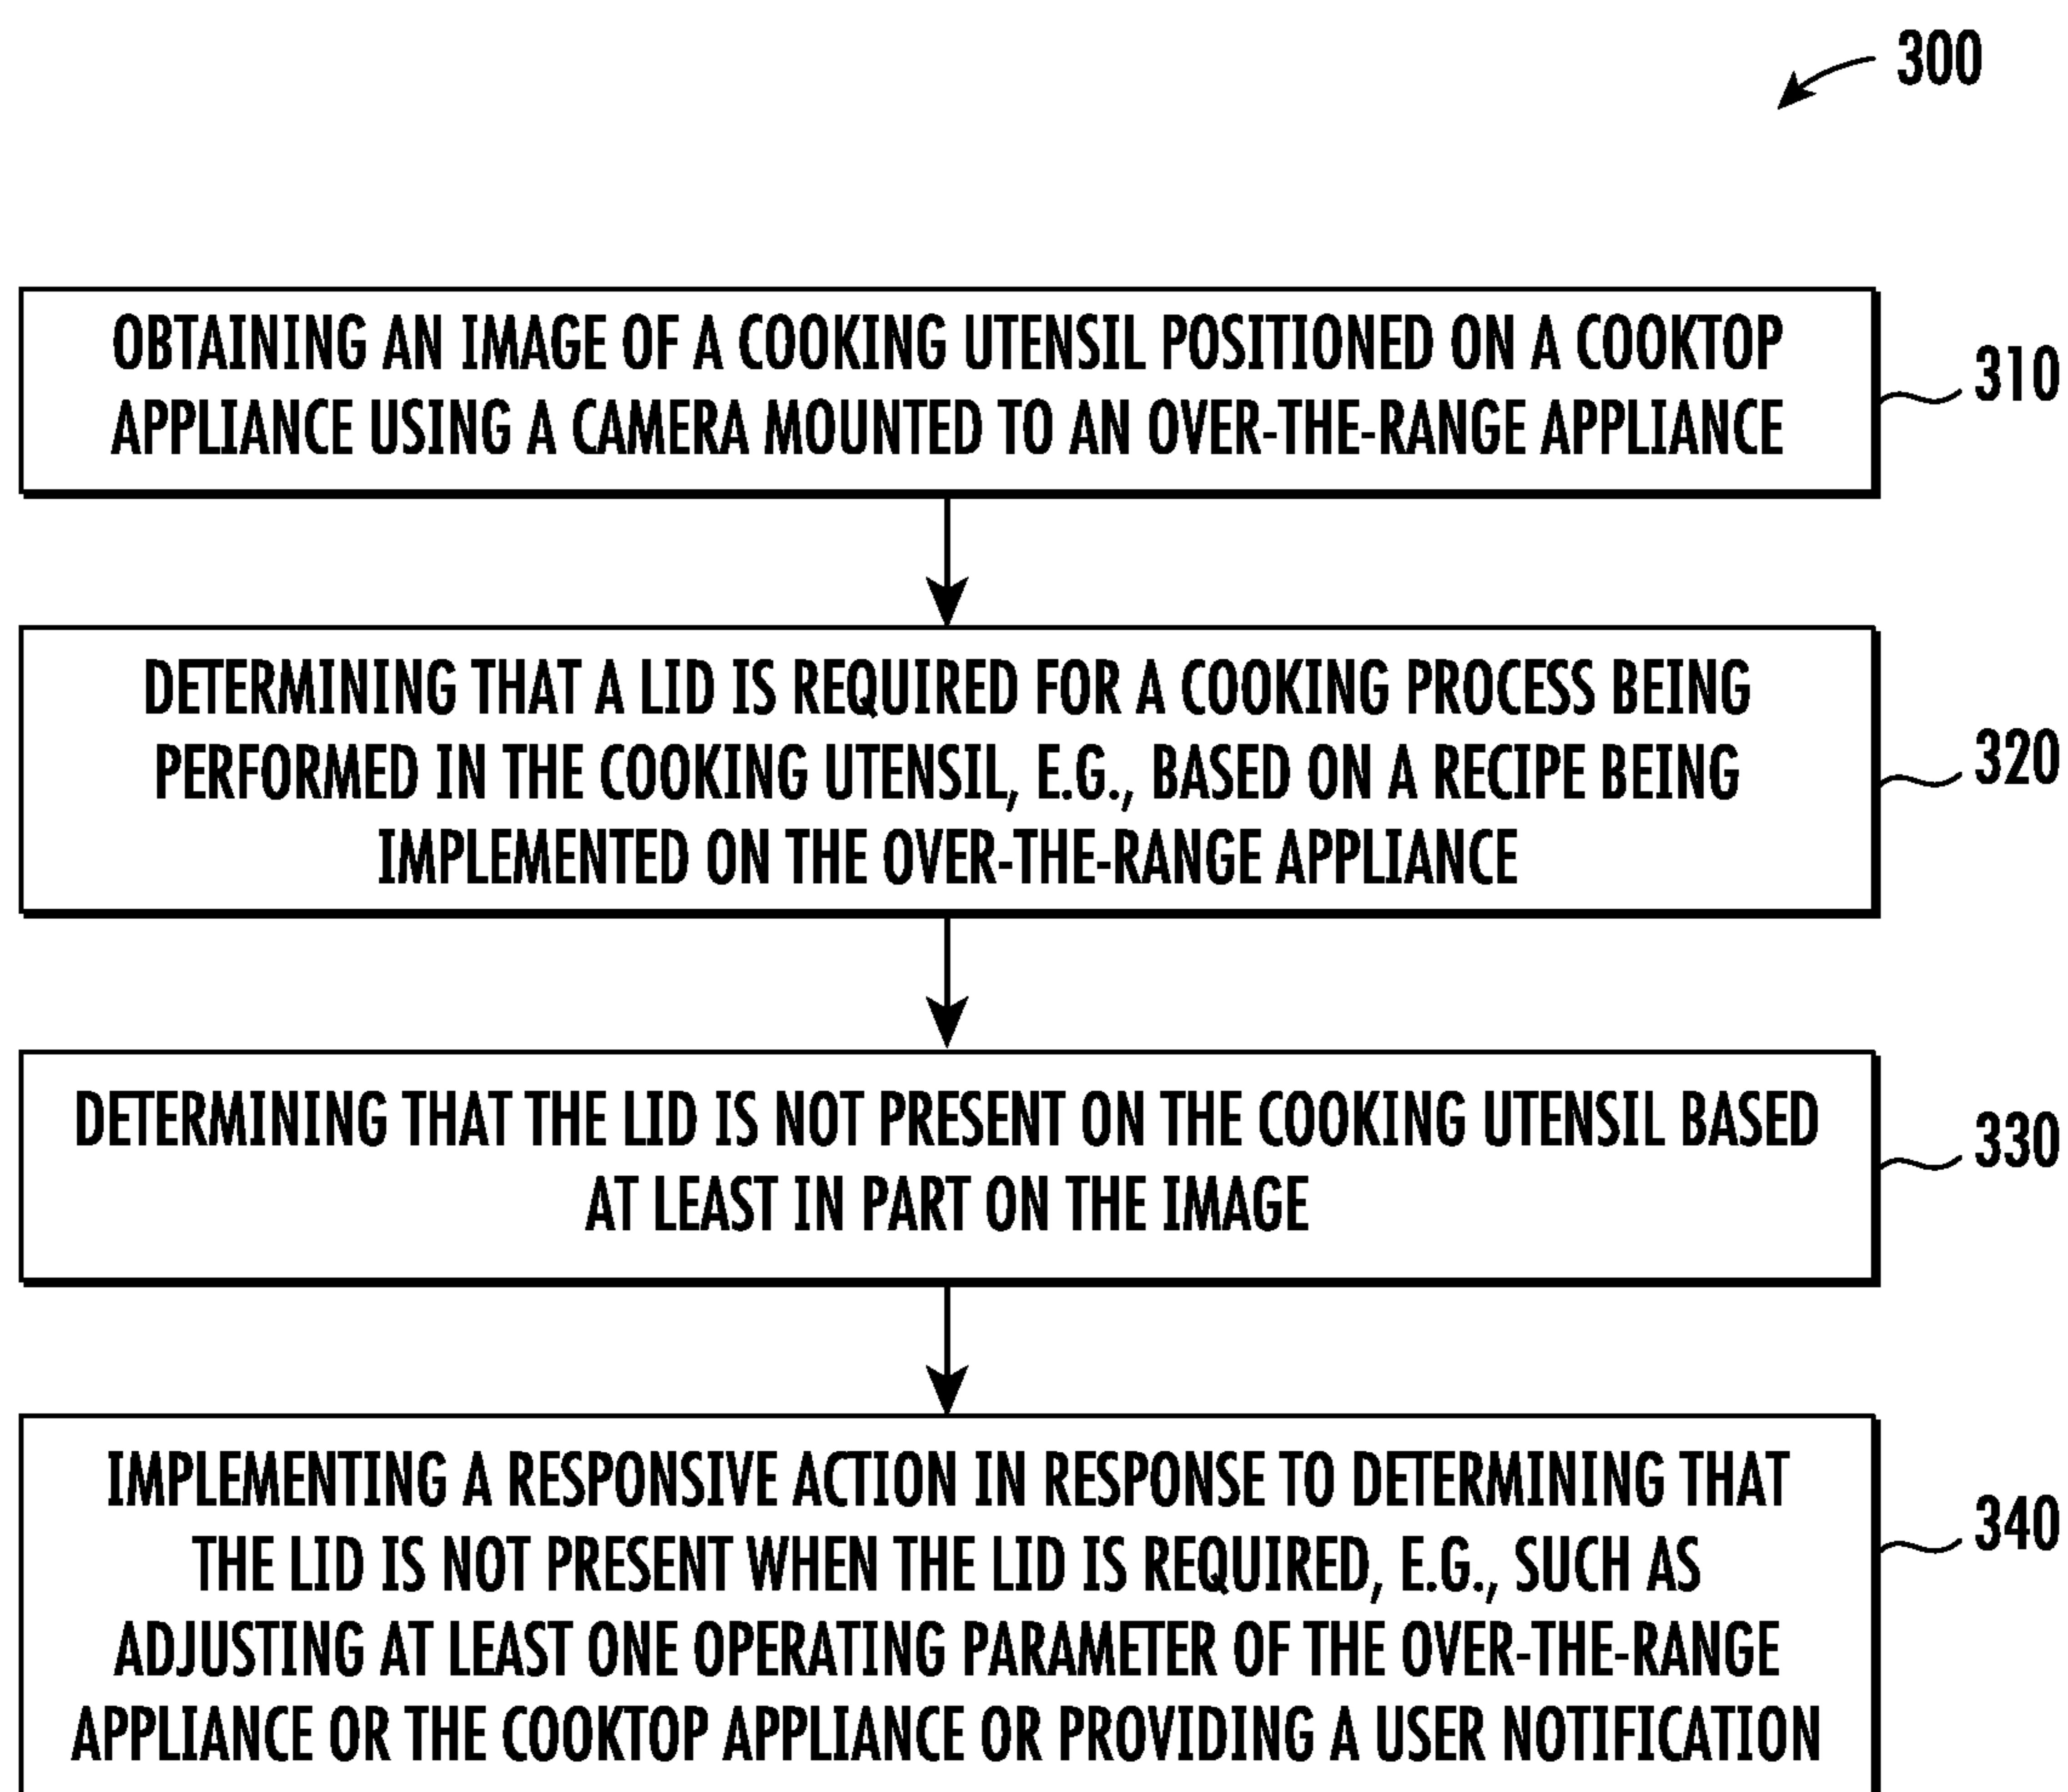 300
OBTAINING AN IMAGE OF A COOKING UTENSIL POSITIONED ON A COOKTOP
APPLIANCE USING A CAMERA MOUNTED TO AN OVER-THE-RANGE APPLIANCE
310
DETERMINING THAT A LID IS REQUIRED FOR A COOKING PROCESS BEING
PERFORMED IN THE COOKING UTENSIL, E.G., BASED ON A RECIPE BEING
IMPLEMENTED ON THE OVER-THE-RANGE APPLIANCE
320
DETERMINING THAT THE LID IS NOT PRESENT ON THE COOKING UTENSIL BASED
AT LEAST IN PART ON THE IMAGE
330
IMPLEMENTING A RESPONSIVE ACTION IN RESPONSE TO DETERMINING THAT
THE LID IS NOT PRESENT WHEN THE LID IS REQUIRED, E.G., SUCH AS
ADJUSTING AT LEAST ONE OPERATING PARAMETER OF THE OVER-THE-RANGE
APPLIANCE OR THE COOKTOP APPLIANCE OR PROVIDING A USER NOTIFICATION
340